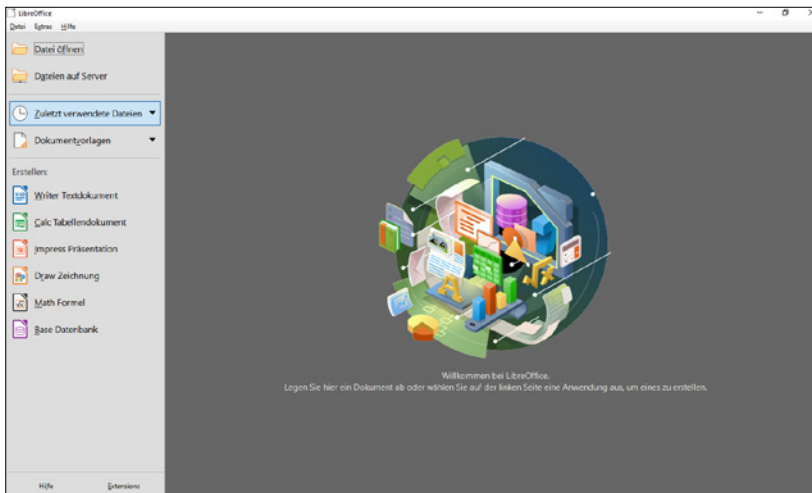 LibreOffice
Datei Extras Hilfe
Datei öffnen
Dateien auf Server
Zuletzt verwendete Dateien
Dokumentvorlagen
Erstellen:
Writer Textdokument
Calc Tabellendokument
Impress Präsentation
Draw Zeichnung
Math Formel
Base Datenbank
Willkommen bei LibreOffice.
Legen Sie hier ein Dokument ab oder wählen Sie auf der linken Seite eine Anwendung aus, um eines zu erstellen.
Hilfe Extensions